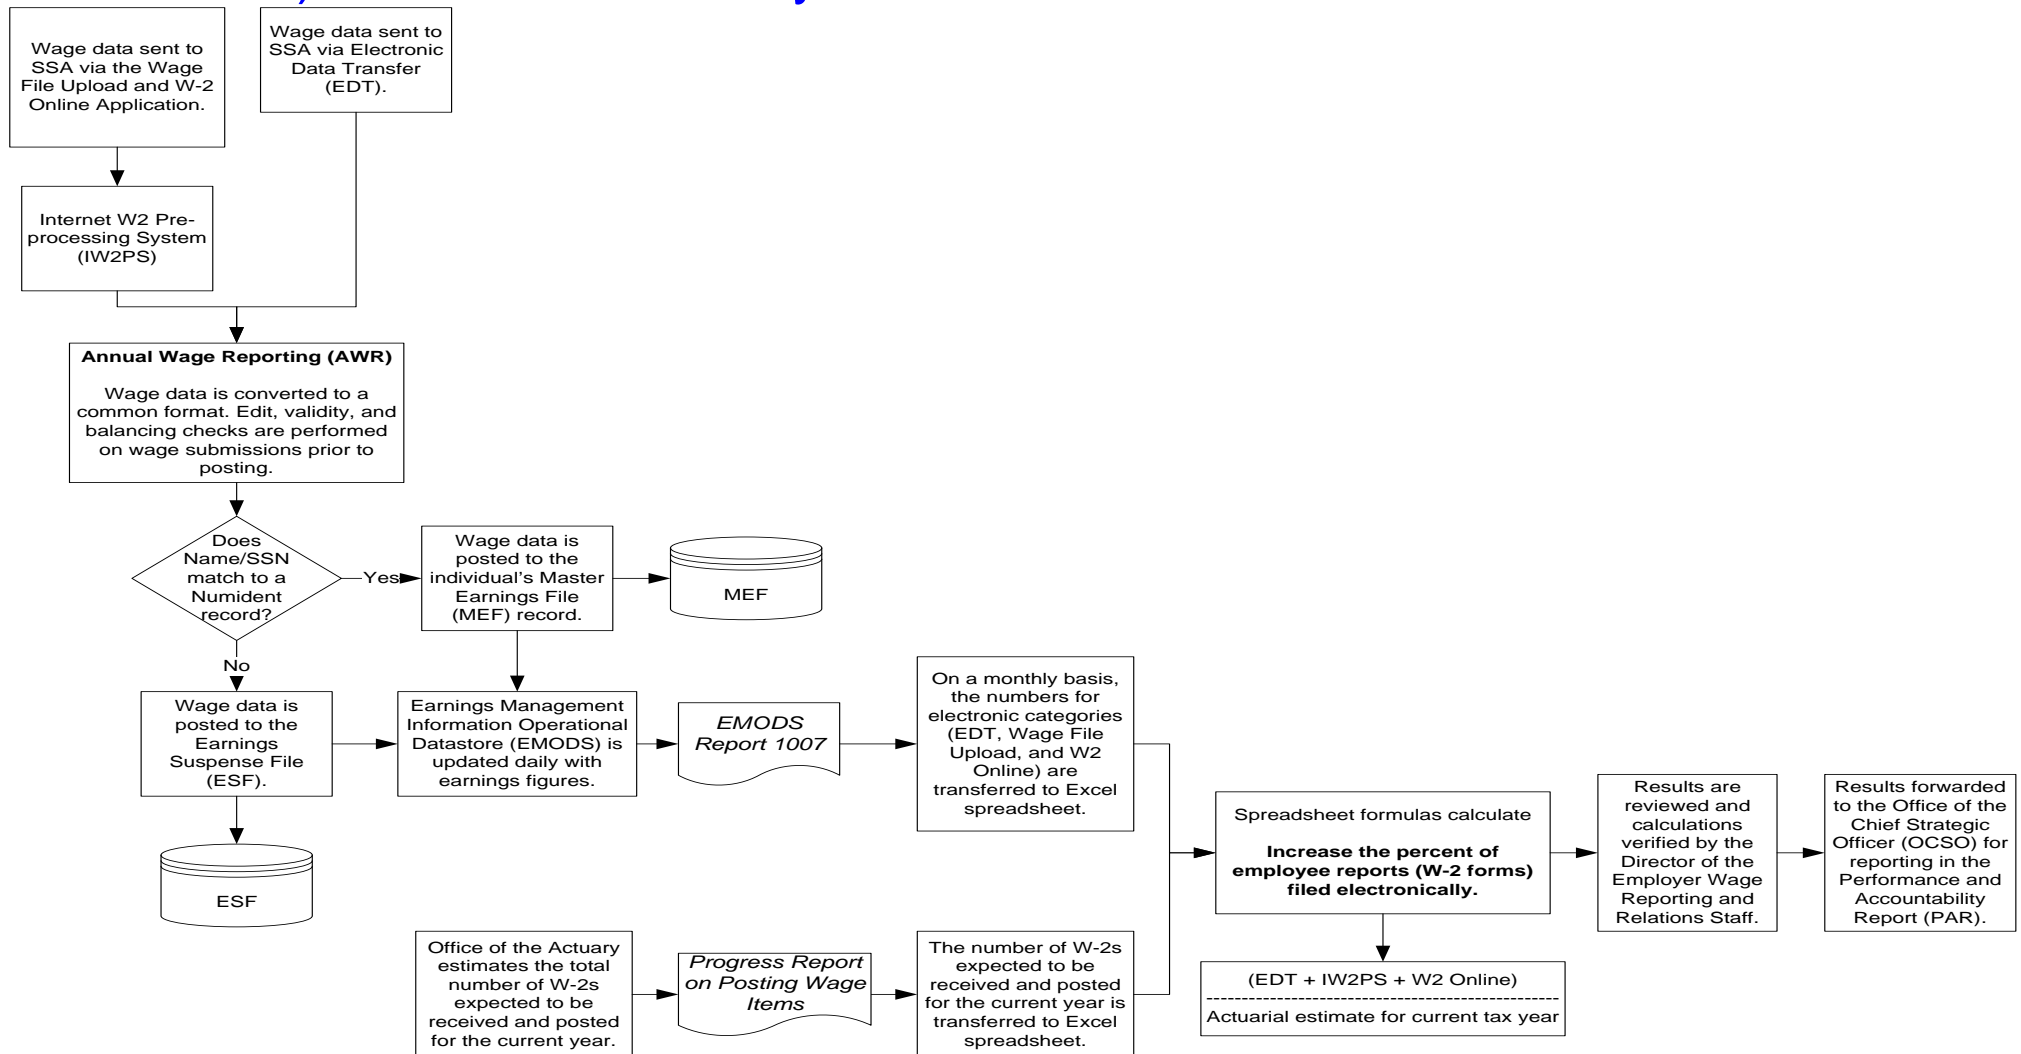 Wage data sent to
SSA via the Wage
File Upload and W-2
Online Application.
Wage data sent to
SSA via Electronic
Data Transfer
(EDT).
Internet W2 Pre-
processing System
(IW2PS)
Annual Wage Reporting (AWR)
Wage data is converted to a
common format. Edit, validity, and
balancing checks are performed
on wage submissions prior to
posting.
Does
Name/SSN
match to a
Numident
record?
Yes
Wage data is
posted to the
individual's Master
Earnings File
(MEF) record.
MEF
No
Wage data is
posted to the
Earnings
Suspense File
(ESF).
ESF
Earnings Management
Information Operational
Datastore (EMODS) is
updated daily with
earnings figures.
EMODS
Report 1007
On a monthly basis,
the numbers for
electronic categories
(EDT, Wage File
Upload, and W2
Online) are
transferred to Excel
spreadsheet.
Office of the Actuary
estimates the total
number of W-2s
expected to be
received and posted
for the current year.
Progress Report
on Posting Wage
Items
The number of W-2s
expected to be
received and posted
for the current year is
transferred to Excel
spreadsheet.
Spreadsheet formulas calculate
Increase the percent of
employee reports (W-2 forms)
filed electronically.
(EDT + IW2PS + W2 Online)
--------------------------------------------------
Actuarial estimate for current tax year
Results are
reviewed and
calculations
verified by the
Director of the
Employer Wage
Reporting and
Relations Staff.
Results forwarded
to the Office of the
Chief Strategic
Officer (OCSO) for
reporting in the
Performance and
Accountability
Report (PAR).